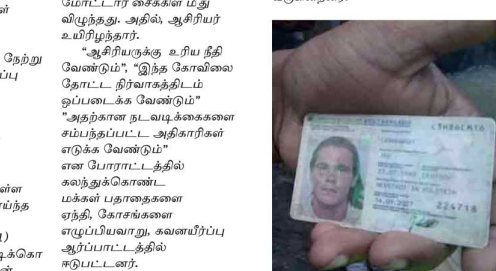 ள்
நேற்று
ப்பு
ள்ள
ய்ந்த
1)
டிக்கொ
மோட்டார் சைக்கிள் மீது
விழுந்தது. அதில், ஆசிரியர்
உயிரிழந்தார்.
“ஆசிரியருக்கு உரிய நீதி
வேண்டும்”, “இந்த கோவிலை
தோட்ட நிர்வாகத்திடம்
ஒப்படைக்க வேண்டும்”
”அதற்கான நடவடிக்கைகளை
சம்பந்தப்பட்ட அதிகாரிகள்
எடுக்க வேண்டும்”
என போராட்டத்தில்
கலந்துக்கொண்ட
மக்கள் பதாதைகளை
ஏந்தி, கோசங்களை
எழுப்பியவாறு, கவனயீர்ப்பு
ஆர்ப்பாட்டத்தில்
ஈடுபட்டனர்.
224718